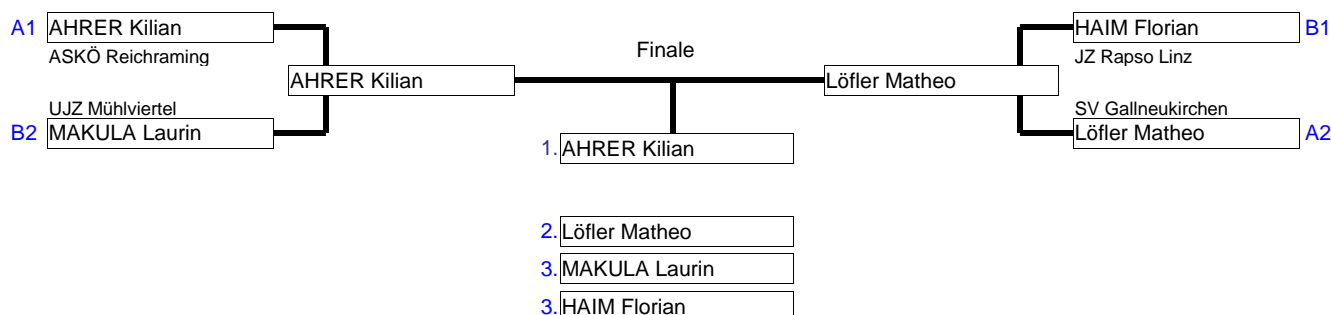 A1 AHRER Kilian
ASKÖ Reichraming
AHRER Kilian
UJZ Mühlviertel
B2 MAKULA Laurin
Finale
HAIM Florian B1
JZ Rapso Linz
Löfler Matheo
SV Gallneukirchen
Löfler Matheo A2
1. AHRER Kilian
2. Löfler Matheo
3. MAKULA Laurin
3. HAIM Florian